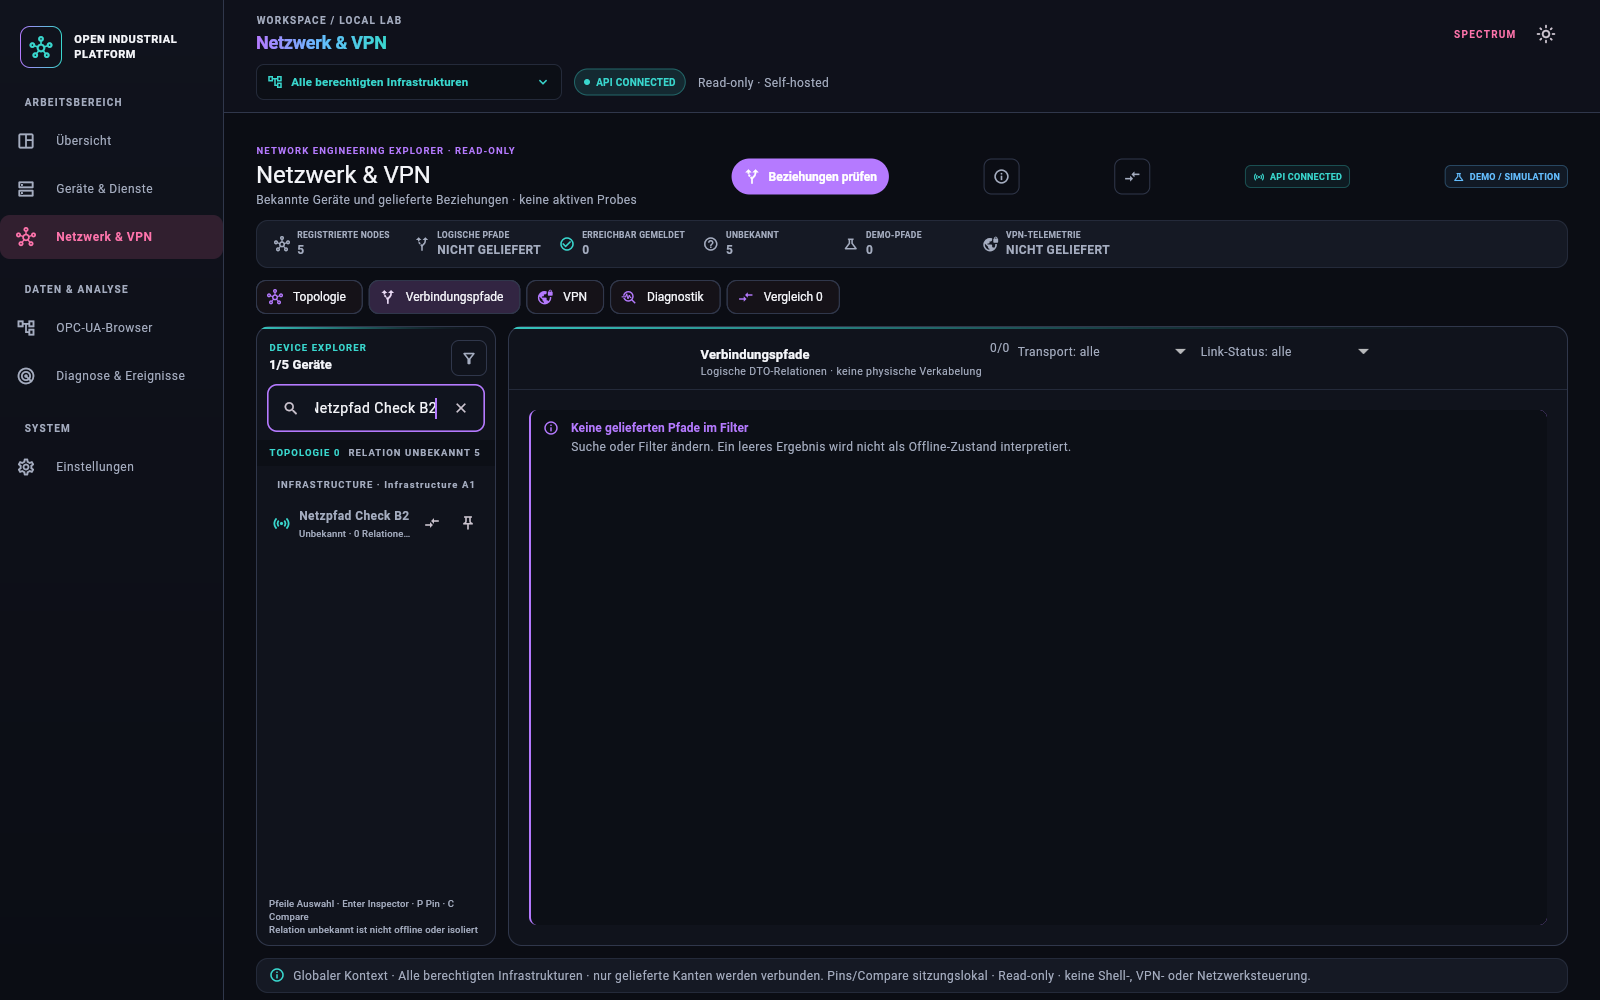 OPEN INDUSTRIAL
PLATFORM
ARBEITSBEREICH
Übersicht
Geräte & Dienste
Netzwerk & VPN
DATEN & ANALYSE
OPC-UA-Browser
Diagnose & Ereignisse
SYSTEM
Einstellungen
WORKSPACE / LOCAL LAB
Netzwerk & VPN
SPECTRUM
Alle berechtigten Infrastrukturen
API CONNECTED
Read-only · Self-hosted
NETWORK ENGINEERING EXPLORER · READ-ONLY
Netzwerk & VPN
Bekannte Geräte und gelieferte Beziehungen · keine aktiven Probes
Beziehungen prüfen
API CONNECTED
DEMO / SIMULATION
REGISTRIERTE NODES
5
LOGISCHE PFADE
NICHT GELIEFERT
ERREICHBAR GEMELDET
0
UNBEKANNT
5
DEMO-PFADE
0
VPN-TELEMETRIE
NICHT GELIEFERT
Topologie
Verbindungspfade
VPN
Diagnostik
Vergleich 0
DEVICE EXPLORER
1/5 Geräte
Netzpfad Check B2
TOPOLOGIE 0 RELATION UNBEKANNT 5
INFRASTRUCTURE · Infrastructure A1
Netzpfad Check B2
Unbekannt · 0 Relatione…
Pfeile Auswahl · Enter Inspector · P Pin · C
Compare
Relation unbekannt ist nicht offline oder isoliert
Verbindungspfade
Logische DTO-Relationen · keine physische Verkabelung
0/0
Transport: alle
Link-Status: alle
Keine gelieferten Pfade im Filter
Suche oder Filter ändern. Ein leeres Ergebnis wird nicht als Offline-Zustand interpretiert.
Globaler Kontext · Alle berechtigten Infrastrukturen · nur gelieferte Kanten werden verbunden. Pins/Compare sitzungslokal · Read-only · keine Shell-, VPN- oder Netzwerksteuerung.